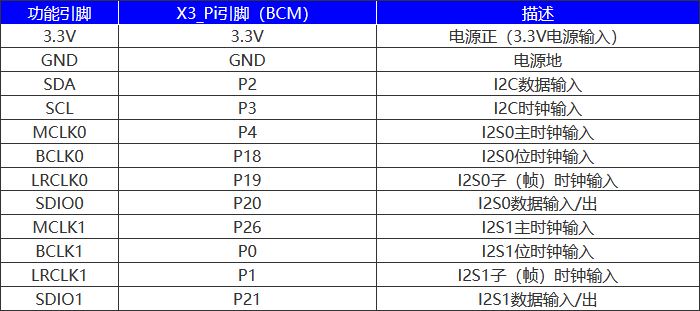 功能引脚 X3_Pi引脚（BCM） 描述
3.3V 3.3V 电源正（3.3V电源输入）
GND GND 电源地
SDA P2 I2C数据输入
SCL P3 I2C时钟输入
MCLK0 P4 I2S0主时钟输入
BCLK0 P18 I2S0位时钟输入
LRCLK0 P19 I2S0子（帧）时钟输入
SDIO0 P20 I2S0数据输入/出
MCLK1 P26 I2S1主时钟输入
BCLK1 P0 I2S1位时钟输入
LRCLK1 P1 I2S1子（帧）时钟输入
SDIO1 P21 I2S1数据输入/出